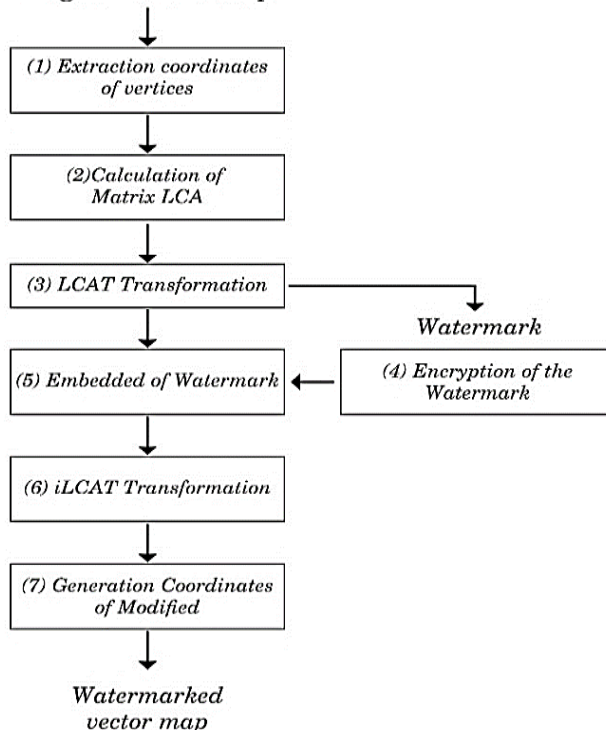 (1) Extraction coordinates
of vertices
(2)Calculation of
Matrix LCA
(3) LCAT Transformation
Watermark
(4) Encryption of the
Watermark
(5) Embedded of Watermark
(6) iLCAT Transformation
(7) Generation Coordinates
of Modified
Watermarked
vector map